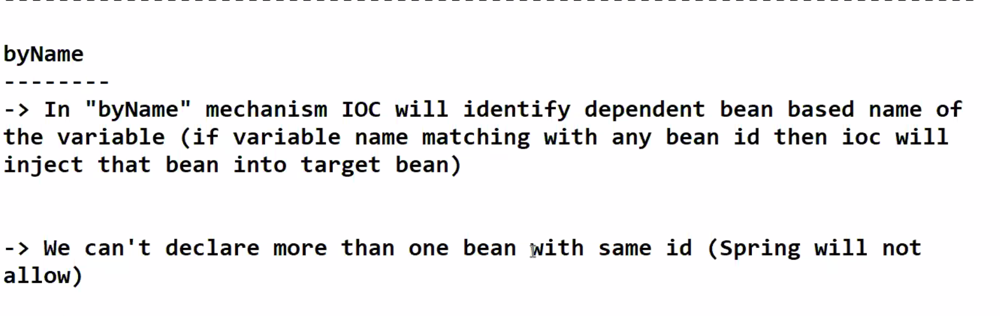 --------------------------------------------------------------------------
byName
--------
-> In "byName" mechanism IOC will identify dependent bean based name of
the variable (if variable name matching with any bean id then ioc will
inject that bean into target bean)
-> We can't declare more than one bean with same id (Spring will not
allow)